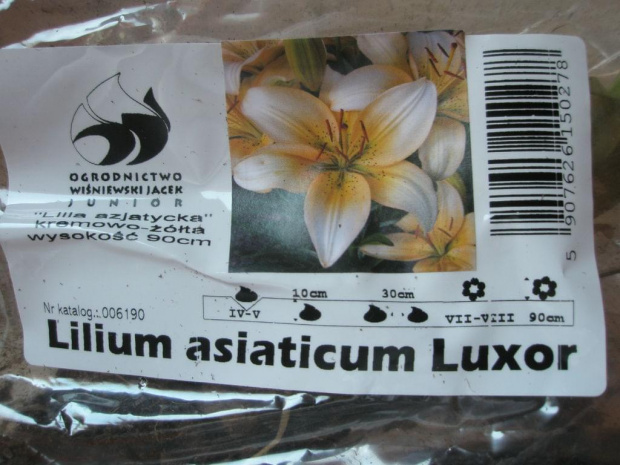 OGRODNICTWO
WIŚNIEWSKI JACEK
JUNIOR
"Lilia azjatycka"
kremowo-żółta
wysokość 90cm
5 907626 150278
Nr katalog.:.006190
10cm 30cm
IV-V VII-VIII 90cm
Lilium asiaticum Luxor